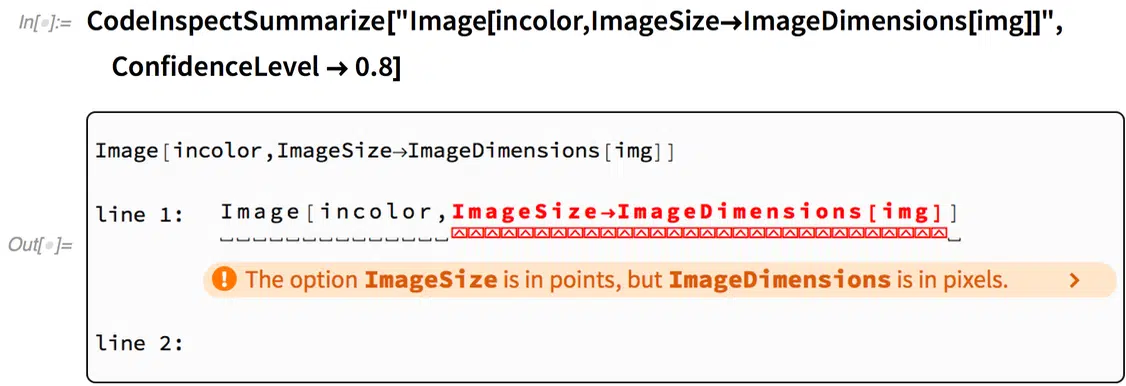 In[•]:= CodeInspectSummarize["Image[incolor,ImageSize→ImageDimensions[img]]",
ConfidenceLevel → 0.8]
Image[incolor,ImageSize→ImageDimensions[img]]
line 1: Image[incolor,ImageSize→ImageDimensions[img]]
Out[•]=
! The option ImageSize is in points, but ImageDimensions is in pixels. >
line 2: